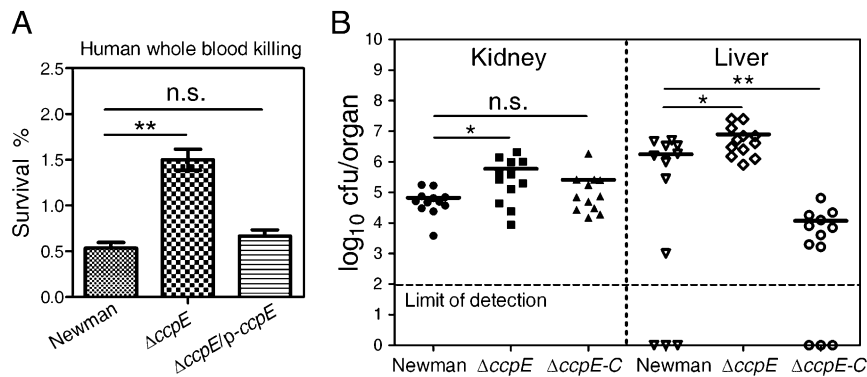 A
Human whole blood killing
Survival %
2.5
2.0
1.5
1.0
0.5
0.0
n.s.
**
Newman
ΔccpE
ΔccpE/p-ccpE
B
log10 cfu/organ
10
9
8
7
6
5
4
3
2
1
0
Kidney
Liver
n.s.
*
**
*
Limit of detection
Newman ΔccpE ΔccpE-C Newman ΔccpE ΔccpE-C